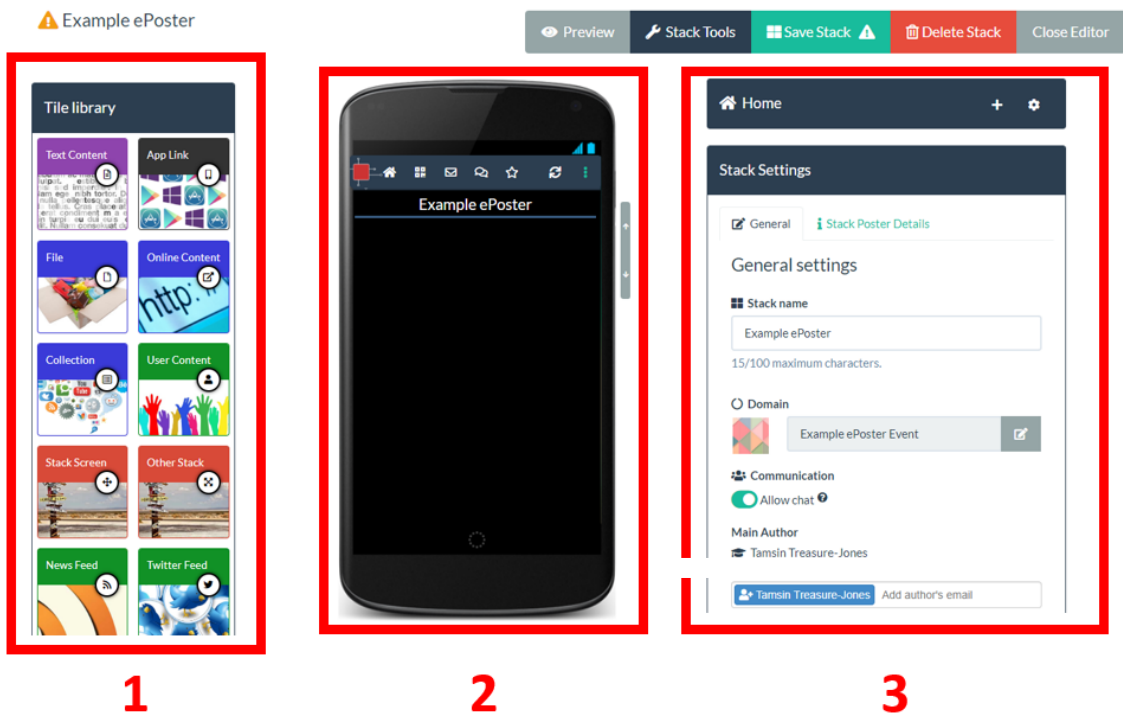 Example ePoster
Preview
Stack Tools
Save Stack
Delete Stack
Close Editor
Tile library
Text Content
App Link
File
Online Content
http:
Collection
User Content
Stack Screen
Other Stack
News Feed
Twitter Feed
1
Example ePoster
2
Home
Stack Settings
General
Stack Poster Details
General settings
Stack name
Example ePoster
15/100 maximum characters.
Domain
Example ePoster Event
Communication
Allow chat
Main Author
Tamsin Treasure-Jones
Tamsin Treasure-Jones Add author's email
3